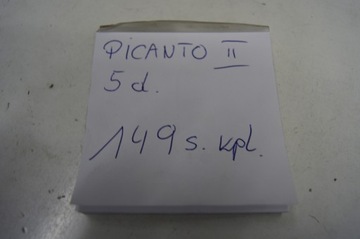 PICANTO II
5 d.
149 s. kpl.